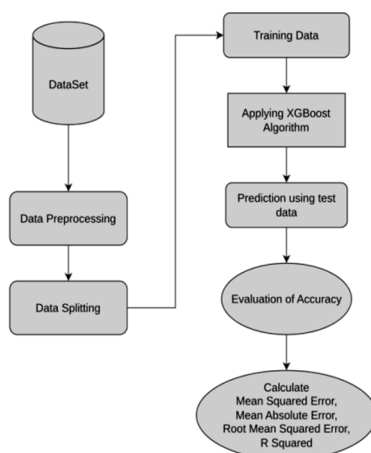 DataSet
Data Preprocessing
Data Splitting
Training Data
Applying XGBoost
Algorithm
Prediction using test
data
Evaluation of Accuracy
Calculate
Mean Squared Error,
Mean Absolute Error,
Root Mean Squared Error,
R Squared